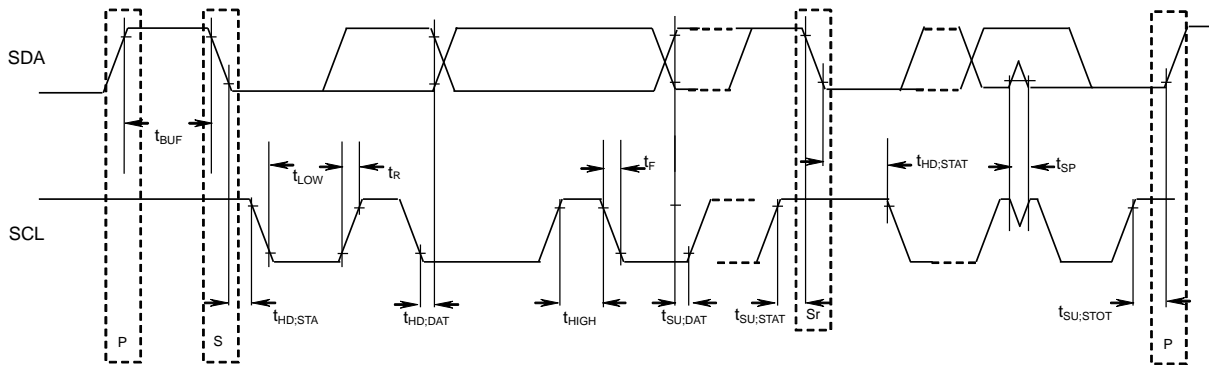 SDA
tBUF
tLOW
tR
tF
tHD;STAT
tSP
SCL
tHD;STA
tHD;DAT
tHIGH
tSU;DAT
tSU;STAT
Sr
tSU;STOT
P
S
P